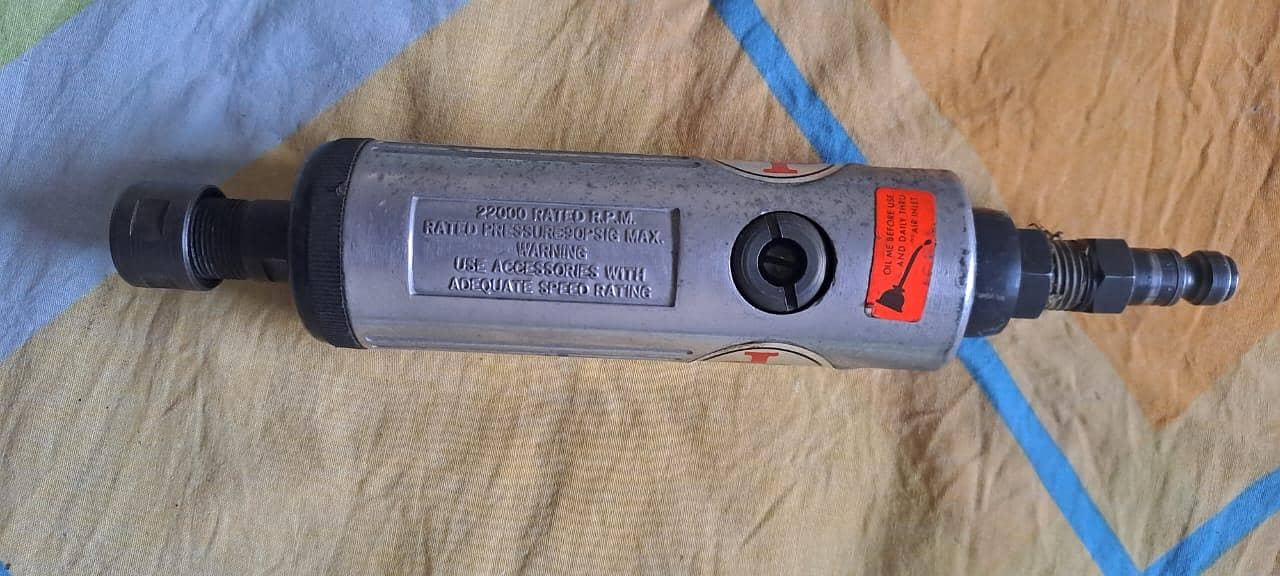 22000 RATED R.P.M.
RATED PRESSURE90PSIG MAX.
WARNING
USE ACCESSORIES WITH
ADEQUATE SPEED RATING
OIL ME BEFORE USE
AND DAILY THRU
AIR INLET